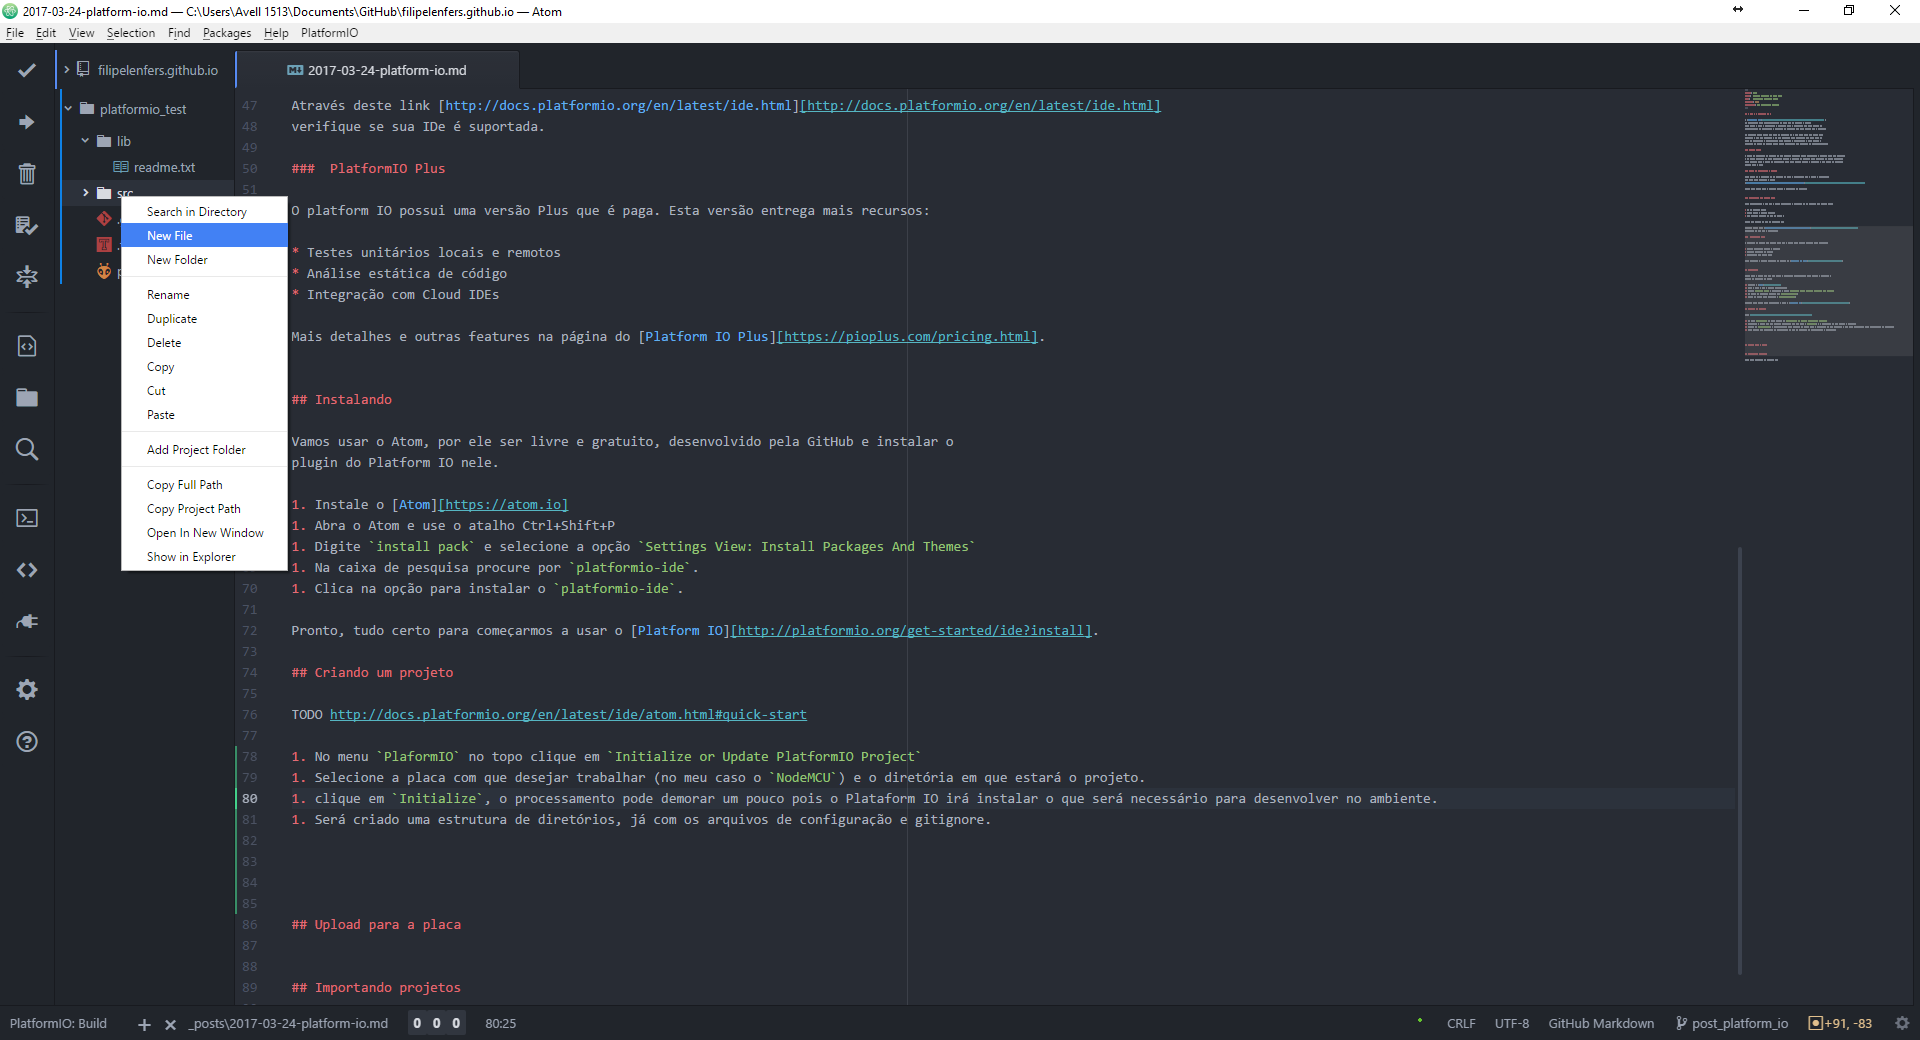 2017-03-24-platform-io.md — C:\Users\Avell 1513\Documents\GitHub\filipelenfers.github.io — Atom
File Edit View Selection Find Packages Help PlatformIO
filipelenfers.github.io
2017-03-24-platform-io.md
platformio_test
lib
readme.txt
src
Search in Directory
New File
New Folder
Rename
Duplicate
Delete
Copy
Cut
Paste
Add Project Folder
Copy Full Path
Copy Project Path
Open In New Window
Show in Explorer
47 Através deste link [http://docs.platformio.org/en/latest/ide.html][http://docs.platformio.org/en/latest/ide.html]
48 verifique se sua IDe é suportada.
49
50 ###  PlatformIO Plus
51
O platform IO possui uma versão Plus que é paga. Esta versão entrega mais recursos:
* Testes unitários locais e remotos
* Análise estática de código
* Integração com Cloud IDEs
Mais detalhes e outras features na página do [Platform IO Plus][https://pioplus.com/pricing.html].
## Instalando
Vamos usar o Atom, por ele ser livre e gratuito, desenvolvido pela GitHub e instalar o
plugin do Platform IO nele.
1. Instale o [Atom][https://atom.io]
1. Abra o Atom e use o atalho Ctrl+Shift+P
1. Digite `install pack` e selecione a opção `Settings View: Install Packages And Themes`
1. Na caixa de pesquisa procure por `platformio-ide`.
70 1. Clica na opção para instalar o `platformio-ide`.
71
72 Pronto, tudo certo para começarmos a usar o [Platform IO][http://platformio.org/get-started/ide?install].
73
74 ## Criando um projeto
75
76 TODO http://docs.platformio.org/en/latest/ide/atom.html#quick-start
77
78 1. No menu `PlaformIO` no topo clique em `Initialize or Update PlatformIO Project`
79 1. Selecione a placa com que desejar trabalhar (no meu caso o `NodeMCU`) e o diretória em que estará o projeto.
80 1. clique em `Initialize`, o processamento pode demorar um pouco pois o Plataform IO irá instalar o que será necessário para desenvolver no ambiente.
81 1. Será criado uma estrutura de diretórios, já com os arquivos de configuração e gitignore.
82
83
84
85
86 ## Upload para a placa
87
88
89 ## Importando projetos
PlatformIO: Build _posts\2017-03-24-platform-io.md 0 0 0 80:25 CRLF UTF-8 GitHub Markdown post_platform_io +91, -83